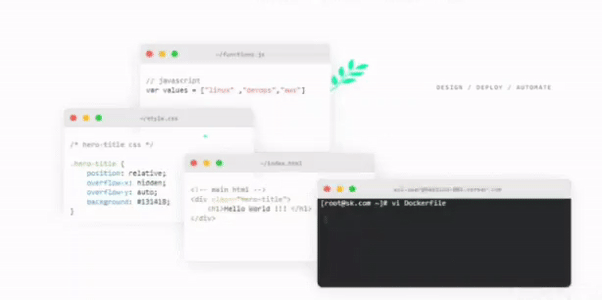 ~/functions.js
// javascript
var values = ["linux" ,"devops","aws"]
DESIGN / DEPLOY / AUTOMATE
~/style.css
/* hero-title css */
.hero-title {
position: relative;
overflow-x: hidden;
overflow-y: auto;
background: #131418;
}
~/index.html
<!-- main html -->
<div class="hero-title">
<h1>Hello World !!! </h1>
</div>
[root@sk.com ~]# vi Dockerfile